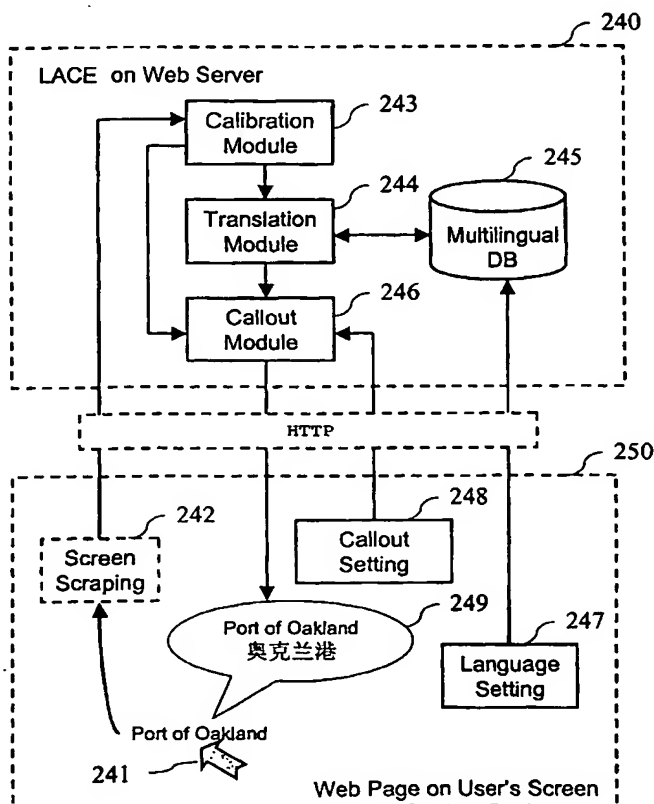 240
LACE on Web Server
243
Calibration
Module
245
244
Translation
Module
Multilingual
DB
246
Callout
Module
HTTP
250
242
248
Screen
Scraping
Callout
Setting
249
Port of Oakland
奥克兰港
247
Language
Setting
Port of Oakland
241
Web Page on User's Screen